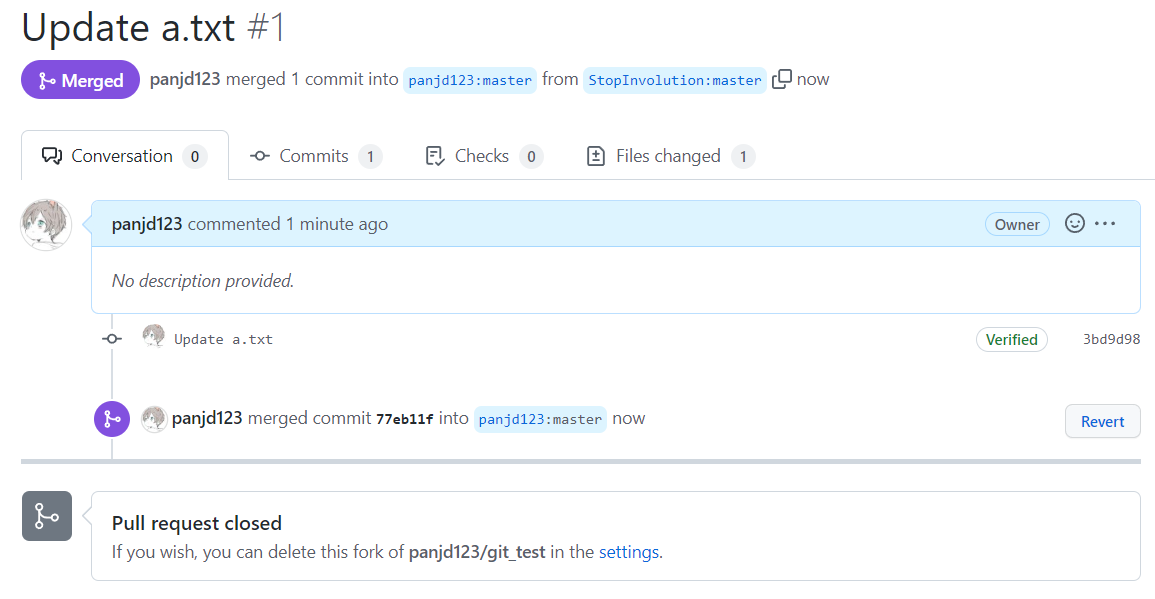 Update a.txt #1
Merged panjd123 merged 1 commit into panjd123:master from StopInvolution:master now
Conversation 0 Commits 1 Checks 0 Files changed 1
panjd123 commented 1 minute ago Owner
No description provided.
Update a.txt Verified 3bd9d98
panjd123 merged commit 77eb11f into panjd123:master now Revert
Pull request closed
If you wish, you can delete this fork of panjd123/git_test in the settings.